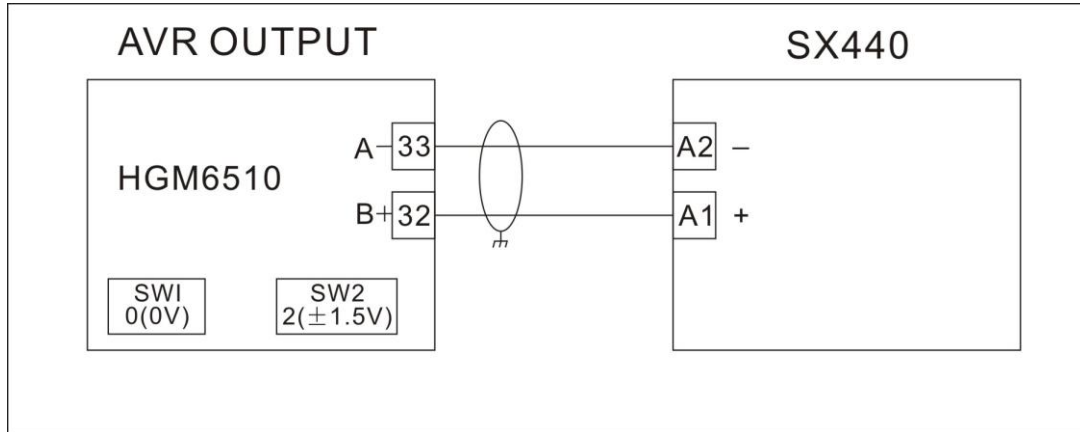 AVR OUTPUT
SX440
HGM6510
A- 33
A2 -
B+ 32
A1 +
SWI
0(0V)
SW2
2(±1.5V)